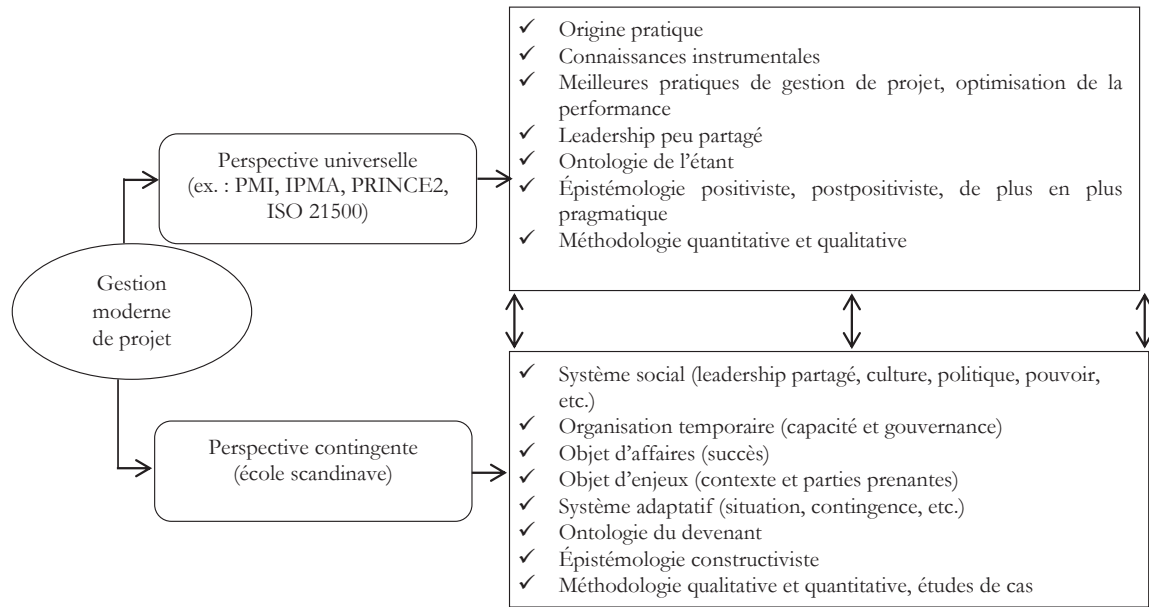 Gestion
moderne
de projet
Perspective universelle
(ex. : PMI, IPMA, PRINCE2,
ISO 21500)
✓ Origine pratique
✓ Connaissances instrumentales
✓ Meilleures pratiques de gestion de projet, optimisation de la
performance
✓ Leadership peu partagé
✓ Ontologie de l’étant
✓ Épistémologie positiviste, postpositiviste, de plus en plus
pragmatique
✓ Méthodologie quantitative et qualitative
Perspective contingente
(école scandinave)
✓ Système social (leadership partagé, culture, politique, pouvoir,
etc.)
✓ Organisation temporaire (capacité et gouvernance)
✓ Objet d’affaires (succès)
✓ Objet d’enjeux (contexte et parties prenantes)
✓ Système adaptatif (situation, contingence, etc.)
✓ Ontologie du devenant
✓ Épistémologie constructiviste
✓ Méthodologie qualitative et quantitative, études de cas